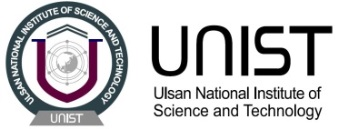 ULSAN NATIONAL INSTITUTE OF SCIENCE AND TECHNOLOGY
UNIST
UNIST
Ulsan National Institute of
Science and Technology